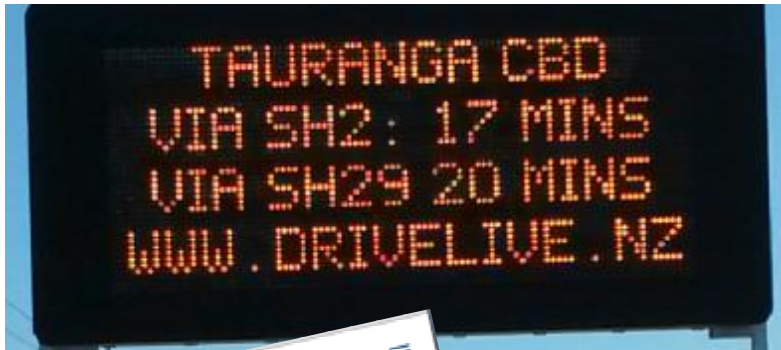 TAURANGA CBD
VIA SH2: 17 MINS
VIA SH29 20 MINS
WWW.DRIVELIVE.NZ